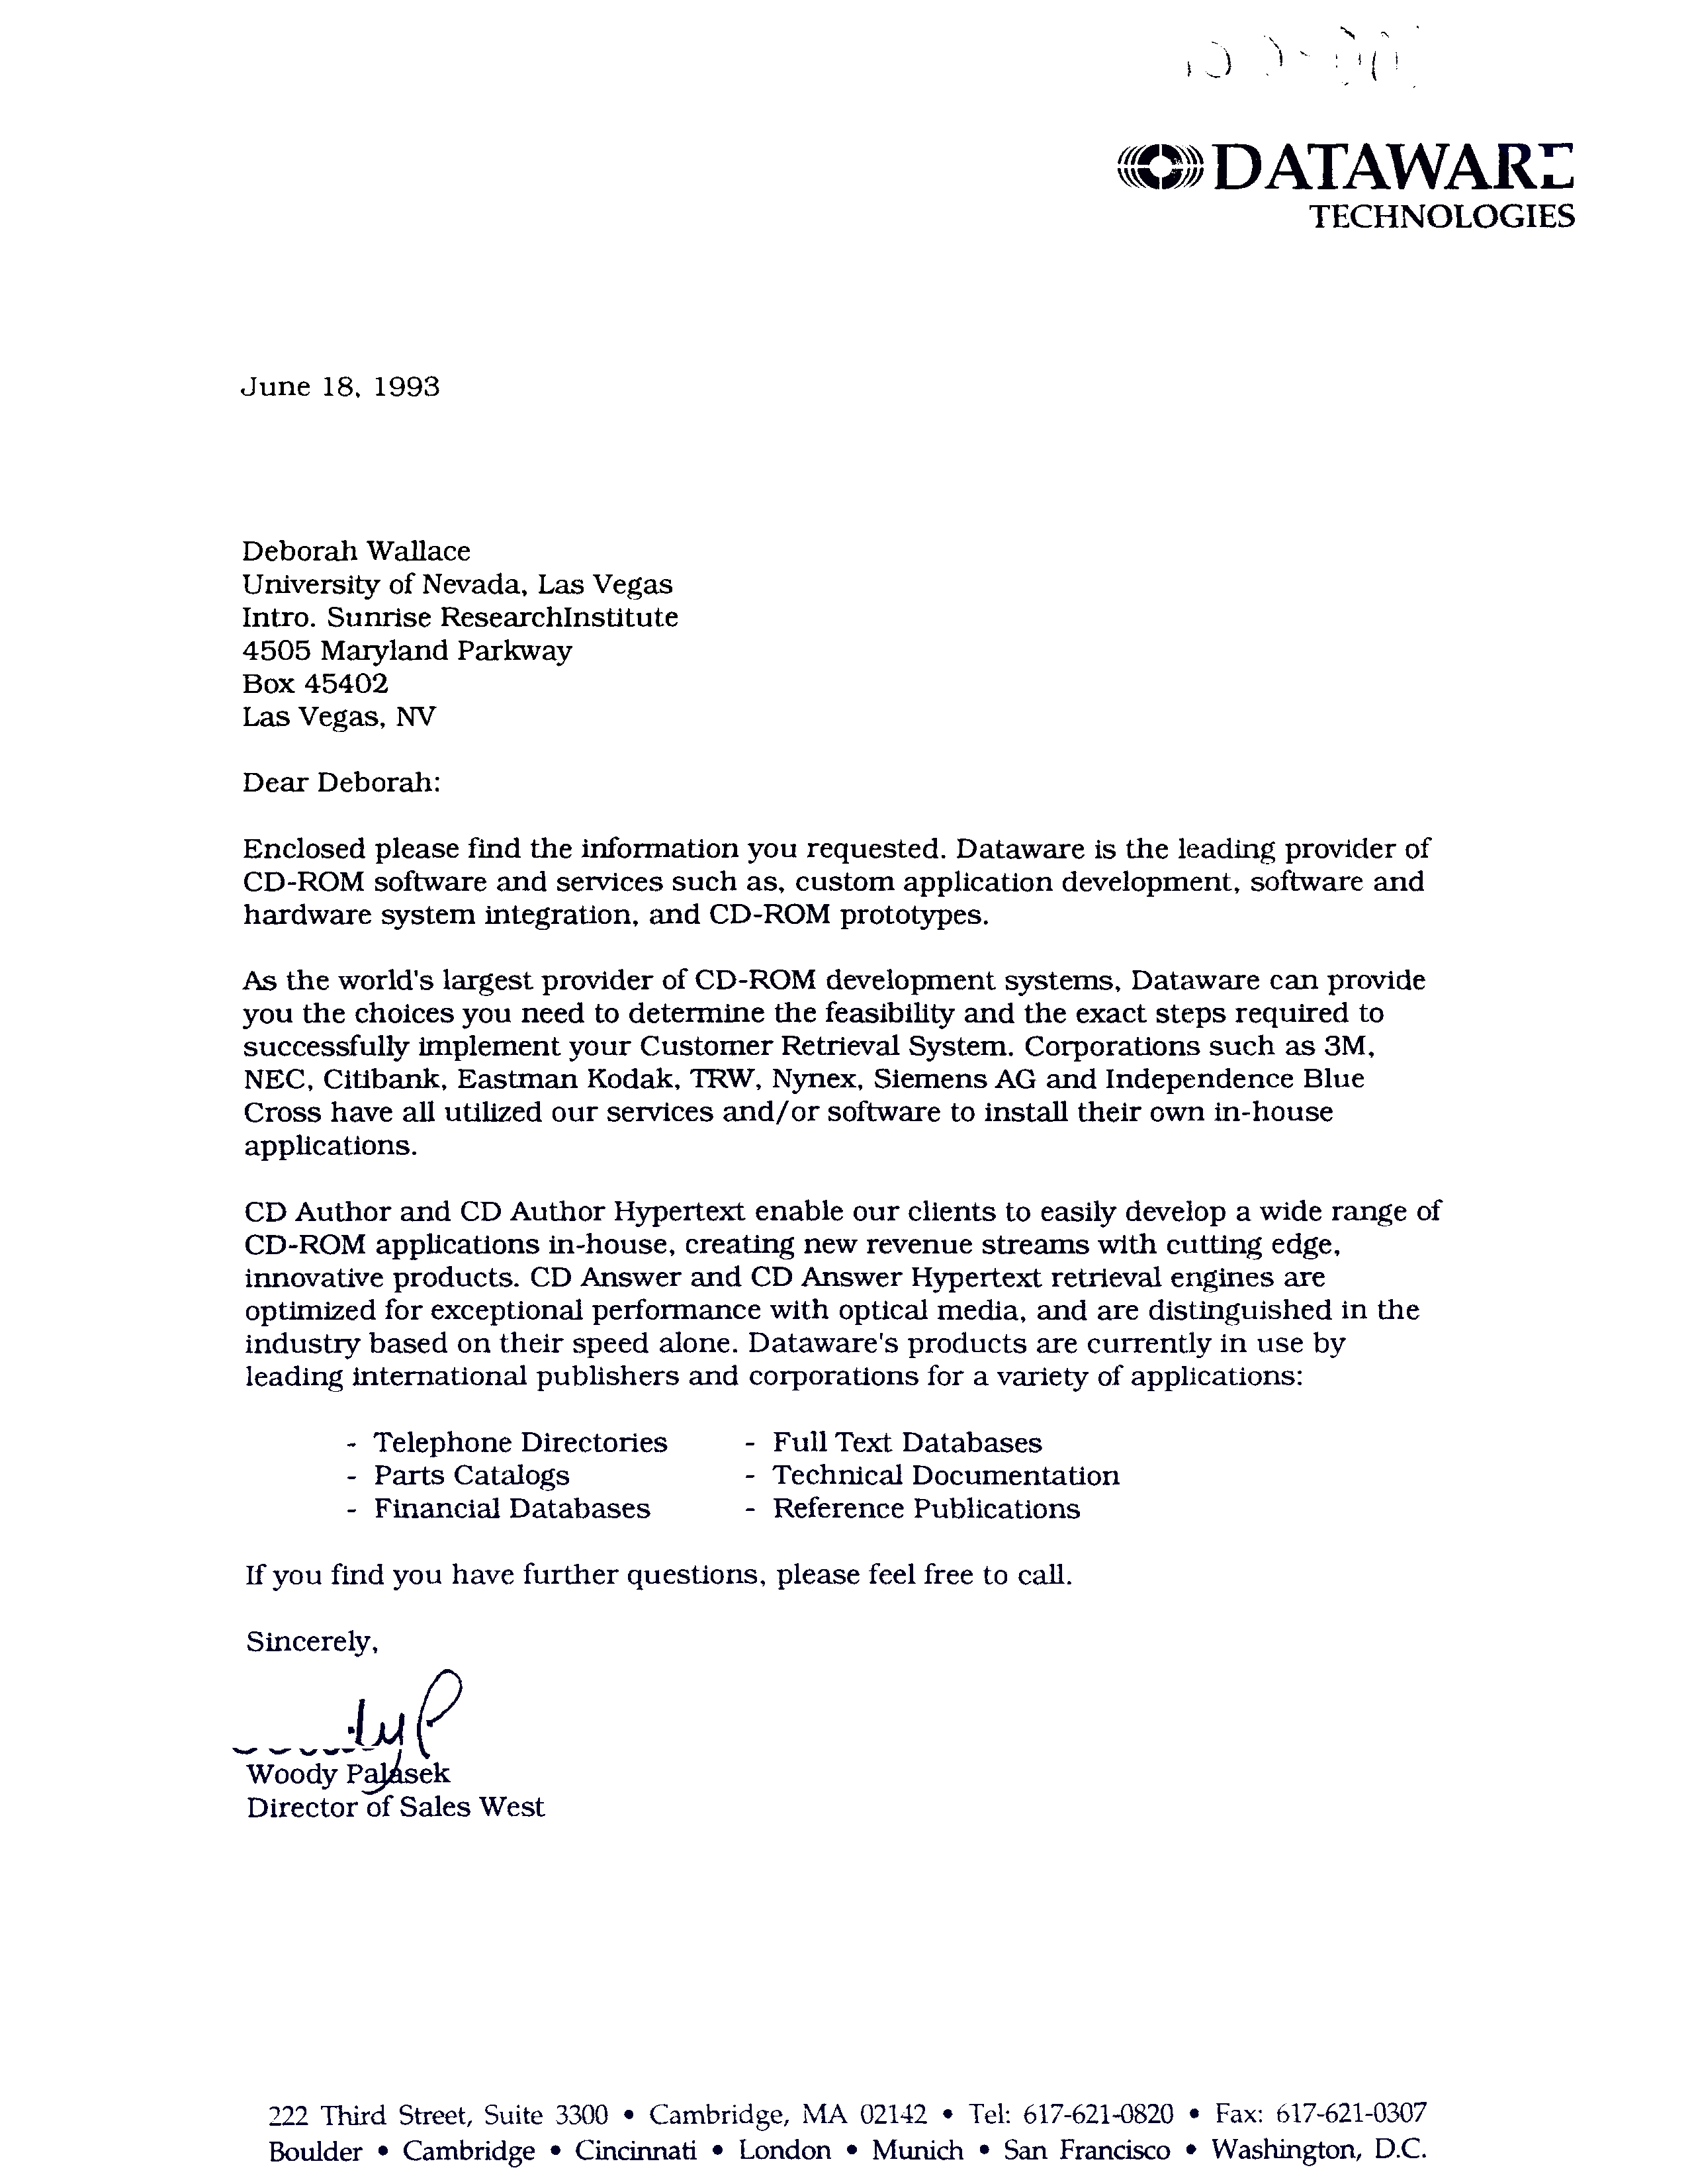 DATAWARE
TECHNOLOGIES
June 18, 1993
Deborah Wallace
University of Nevada, Las Vegas
Intro. Sunrise ResearchInstitute
4505 Maryland Parkway
Box 45402
Las Vegas, NV
Dear Deborah:
Enclosed please find the information you requested. Dataware is the leading provider of
CD-ROM software and services such as, custom application development, software and
hardware system integration, and CD-ROM prototypes.
As the world's largest provider of CD-ROM development systems, Dataware can provide
you the choices you need to determine the feasibility and the exact steps required to
successfully implement your Customer Retrieval System. Corporations such as 3M,
NEC, Citibank, Eastman Kodak, TRW, Nynex, Siemens AG and Independence Blue
Cross have all utilized our services and/or software to install their own in-house
applications.
CD Author and CD Author Hypertext enable our clients to easily develop a wide range of
CD-ROM applications in-house, creating new revenue streams with cutting edge,
innovative products. CD Answer and CD Answer Hypertext retrieval engines are
optimized for exceptional performance with optical media, and are distinguished in the
industry based on their speed alone. Dataware's products are currently in use by
leading international publishers and corporations for a variety of applications:
- Telephone Directories - Full Text Databases
- Parts Catalogs - Technical Documentation
- Financial Databases - Reference Publications
If you find you have further questions, please feel free to call.
Sincerely,
Woody Palasek
Director of Sales West
222 Third Street, Suite 3300 • Cambridge, MA 02142 • Tel: 617-621-0820 • Fax: 617-621-0307
Boulder • Cambridge • Cincinnati • London • Munich • San Francisco • Washington, D.C.